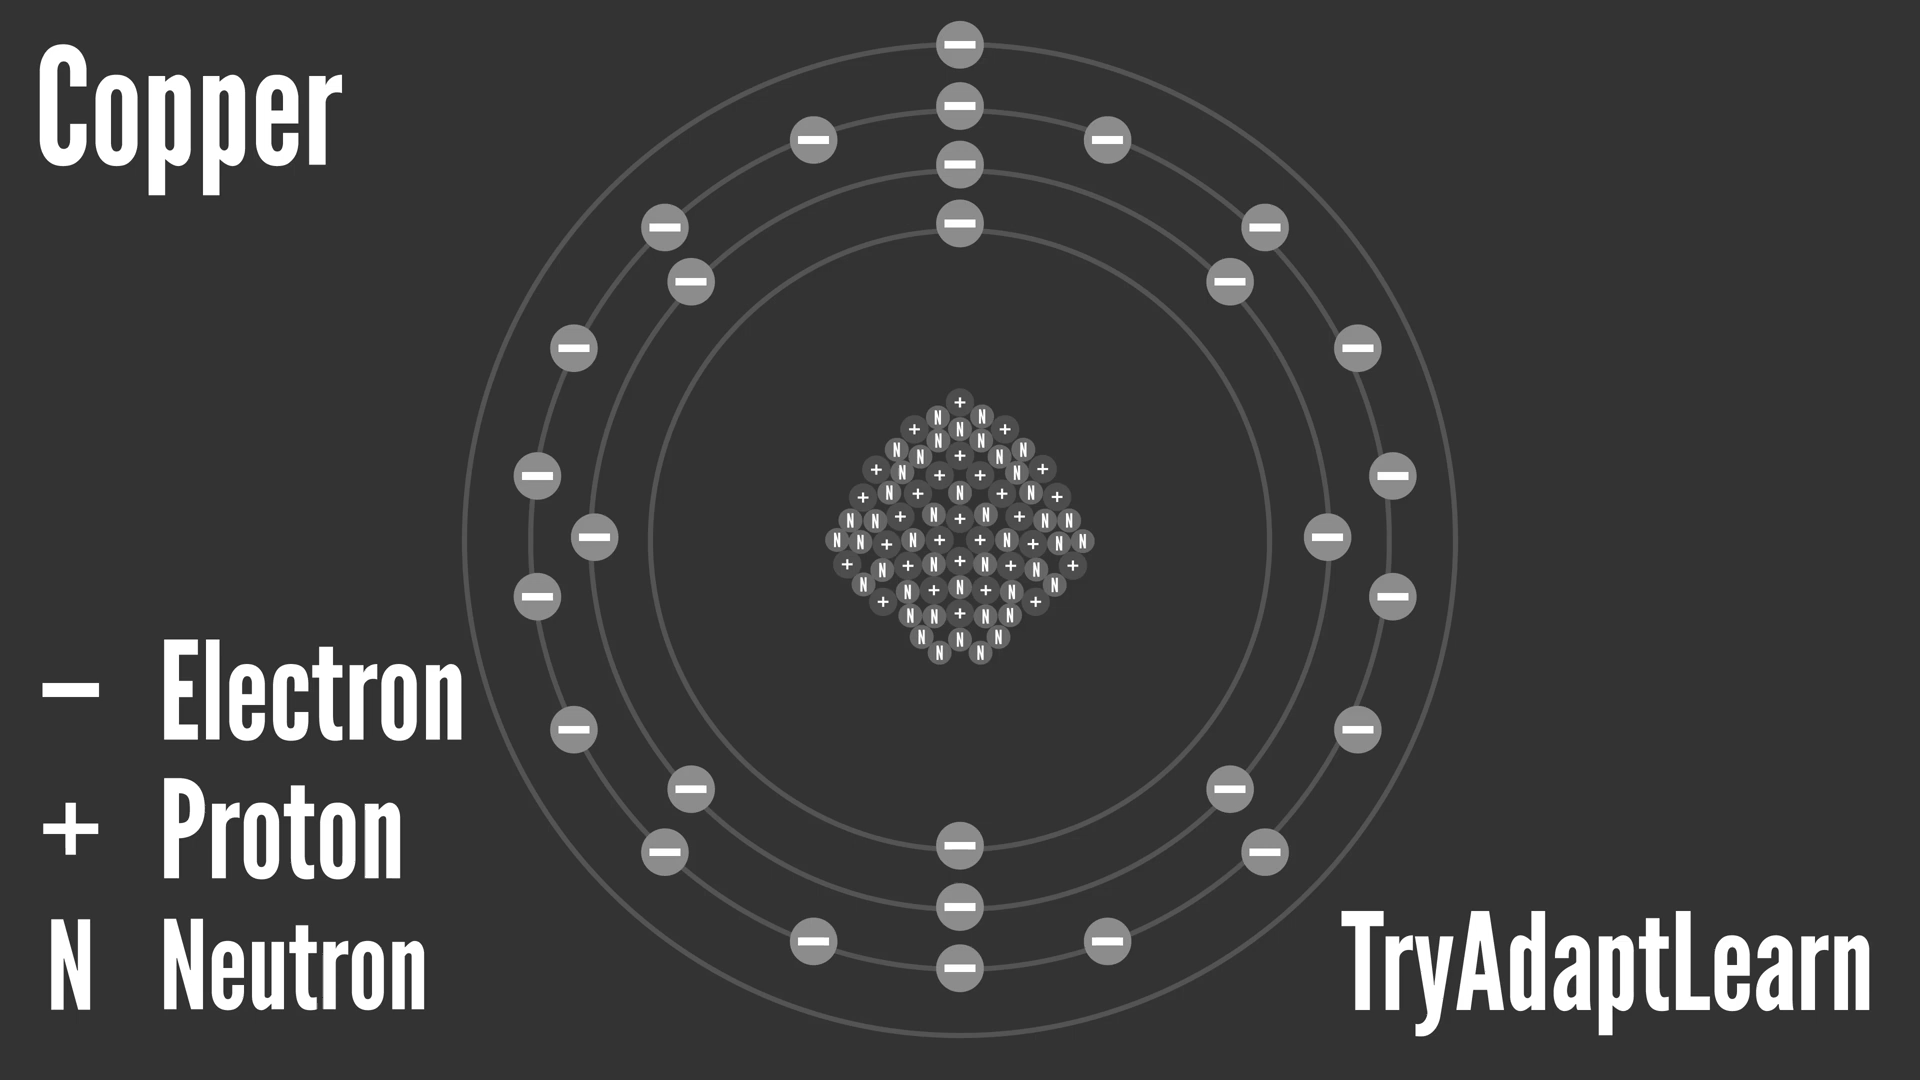 Copper
− Electron
+ Proton
N Neutron
TryAdaptLearn